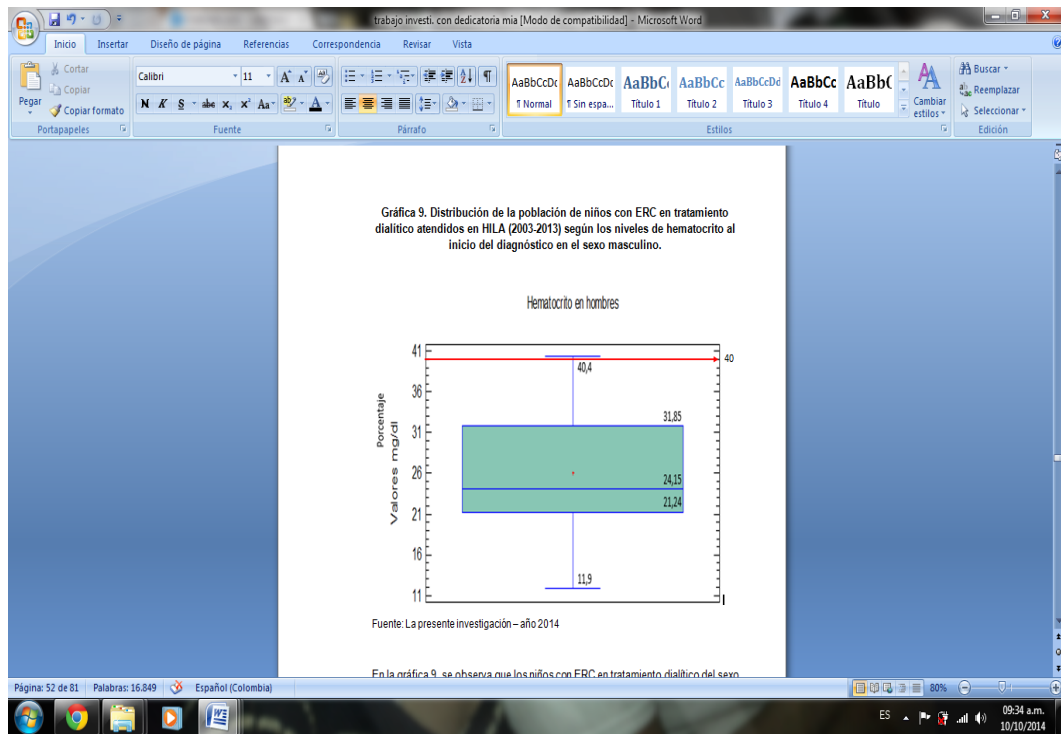 trabajo investi. con dedicatoria mia [Modo de compatibilidad] - Microsoft Word
Inicio Insertar Diseño de página Referencias Correspondencia Revisar Vista
Pegar
Cortar
Copiar
Copiar formato
Portapapeles
Calibri 11
N K S abe x₂ x² Aa
Fuente
Párrafo
AaBbCcDc AaBbCcDc AaBbC AaBbCc AaBbCcDd AaBbCc AaBb(
¶ Normal ¶ Sin espa... Título 1 Título 2 Título 3 Título 4 Título
Cambiar estilos
Estilos
Buscar
Reemplazar
Seleccionar
Edición
Gráfica 9. Distribución de la población de niños con ERC en tratamiento
dialítico atendidos en HILA (2003-2013) según los niveles de hematocrito al
inicio del diagnóstico en el sexo masculino.
Hematocrito en hombres
Porcentaje
Valores mg/dl
41
36
31
26
21
16
11
40
40,4
31,85
24,15
21,24
11,9
Fuente: La presente investigación – año 2014
En la gráfica 9, se observa que los niños con ERC en tratamiento dialítico del sexo
Página: 52 de 81 Palabras: 16.849 Español (Colombia) 80%
ES 09:34 a.m.
10/10/2014